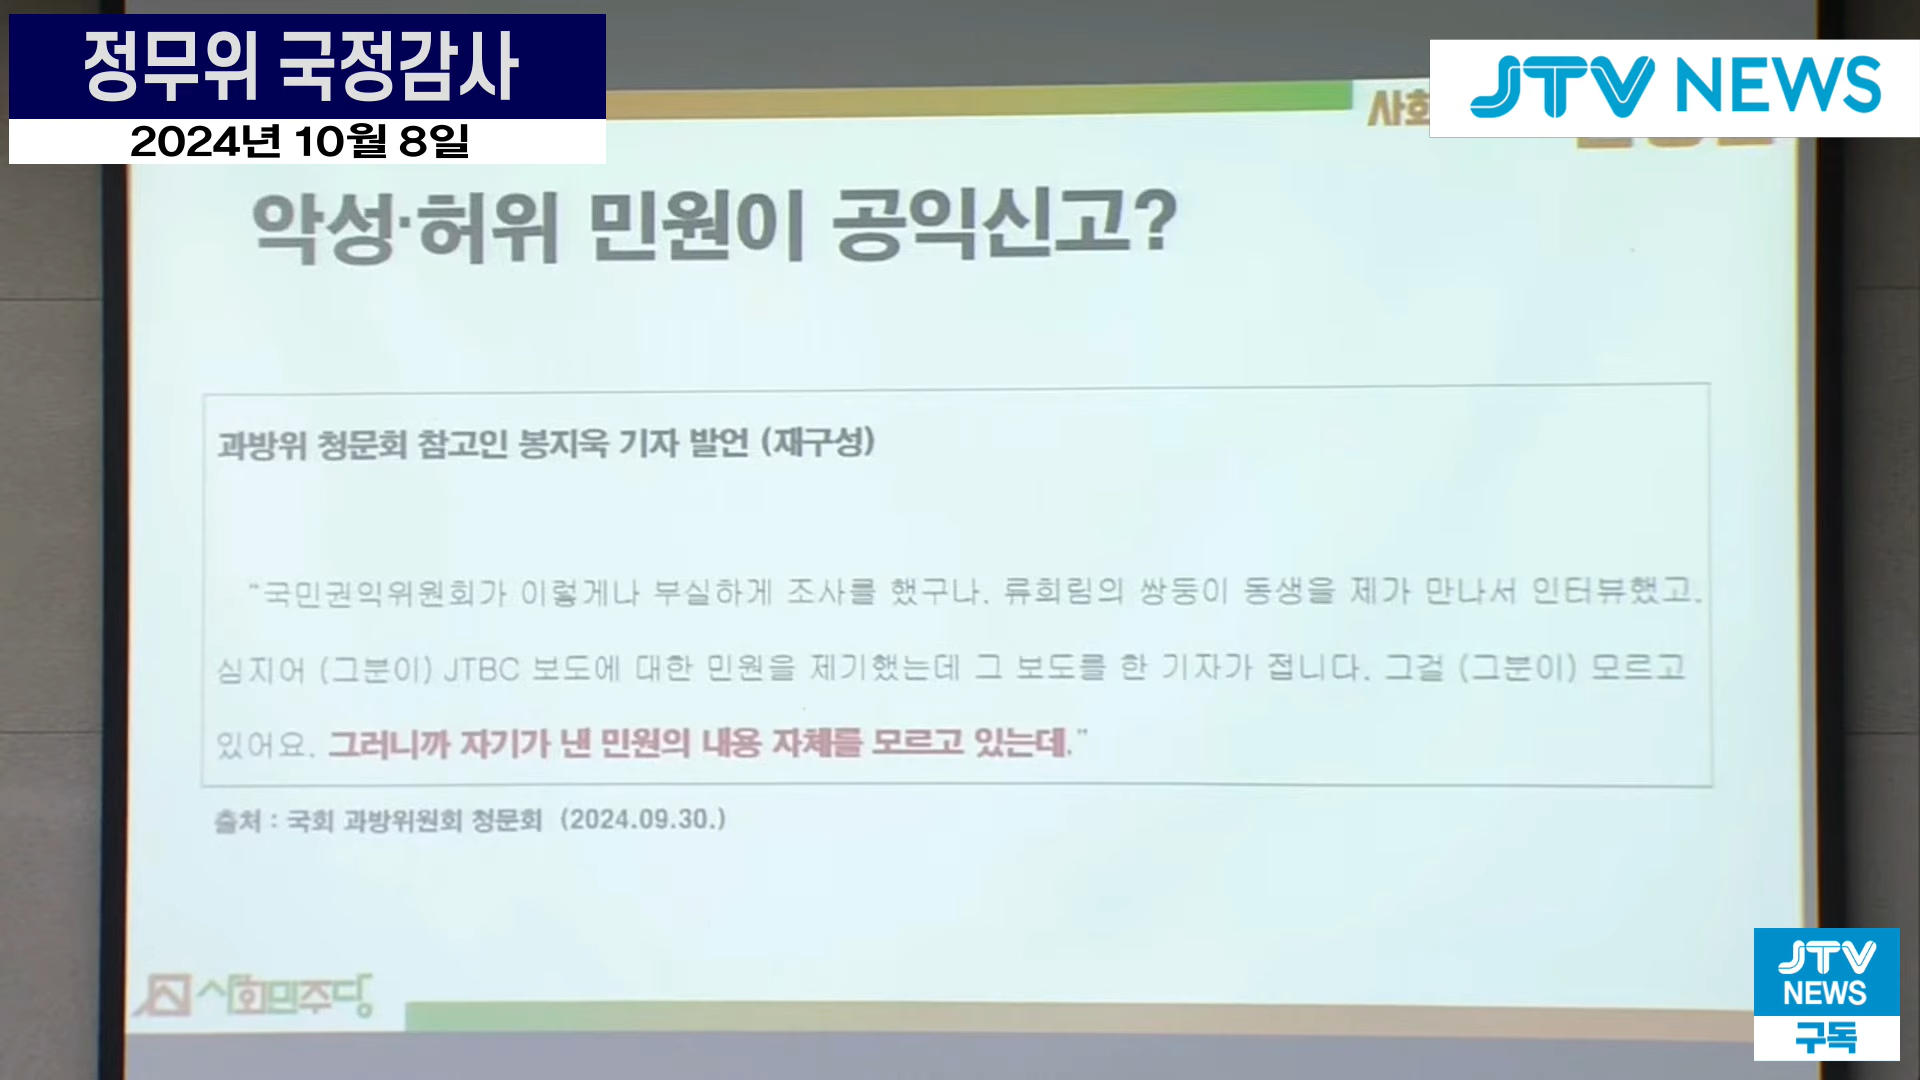 정무위 국정감사
2024년 10월 8일
JTV NEWS
사회
악성·허위 민원이 공익신고?
과방위 청문회 참고인 봉지욱 기자 발언 (재구성)
“국민권익위원회가 이렇게나 부실하게 조사를 했구나. 류희림의 쌍둥이 동생을 제가 만나서 인터뷰했고.
심지어 (그분이) JTBC 보도에 대한 민원을 제기했는데 그 보도를 한 기자가 접니다. 그걸 (그분이) 모르고
있어요. 그러니까 자기가 낸 민원의 내용 자체를 모르고 있는데.”
출처 : 국회 과방위원회 청문회 (2024.09.30.)
사회민주당
JTV
NEWS
구독